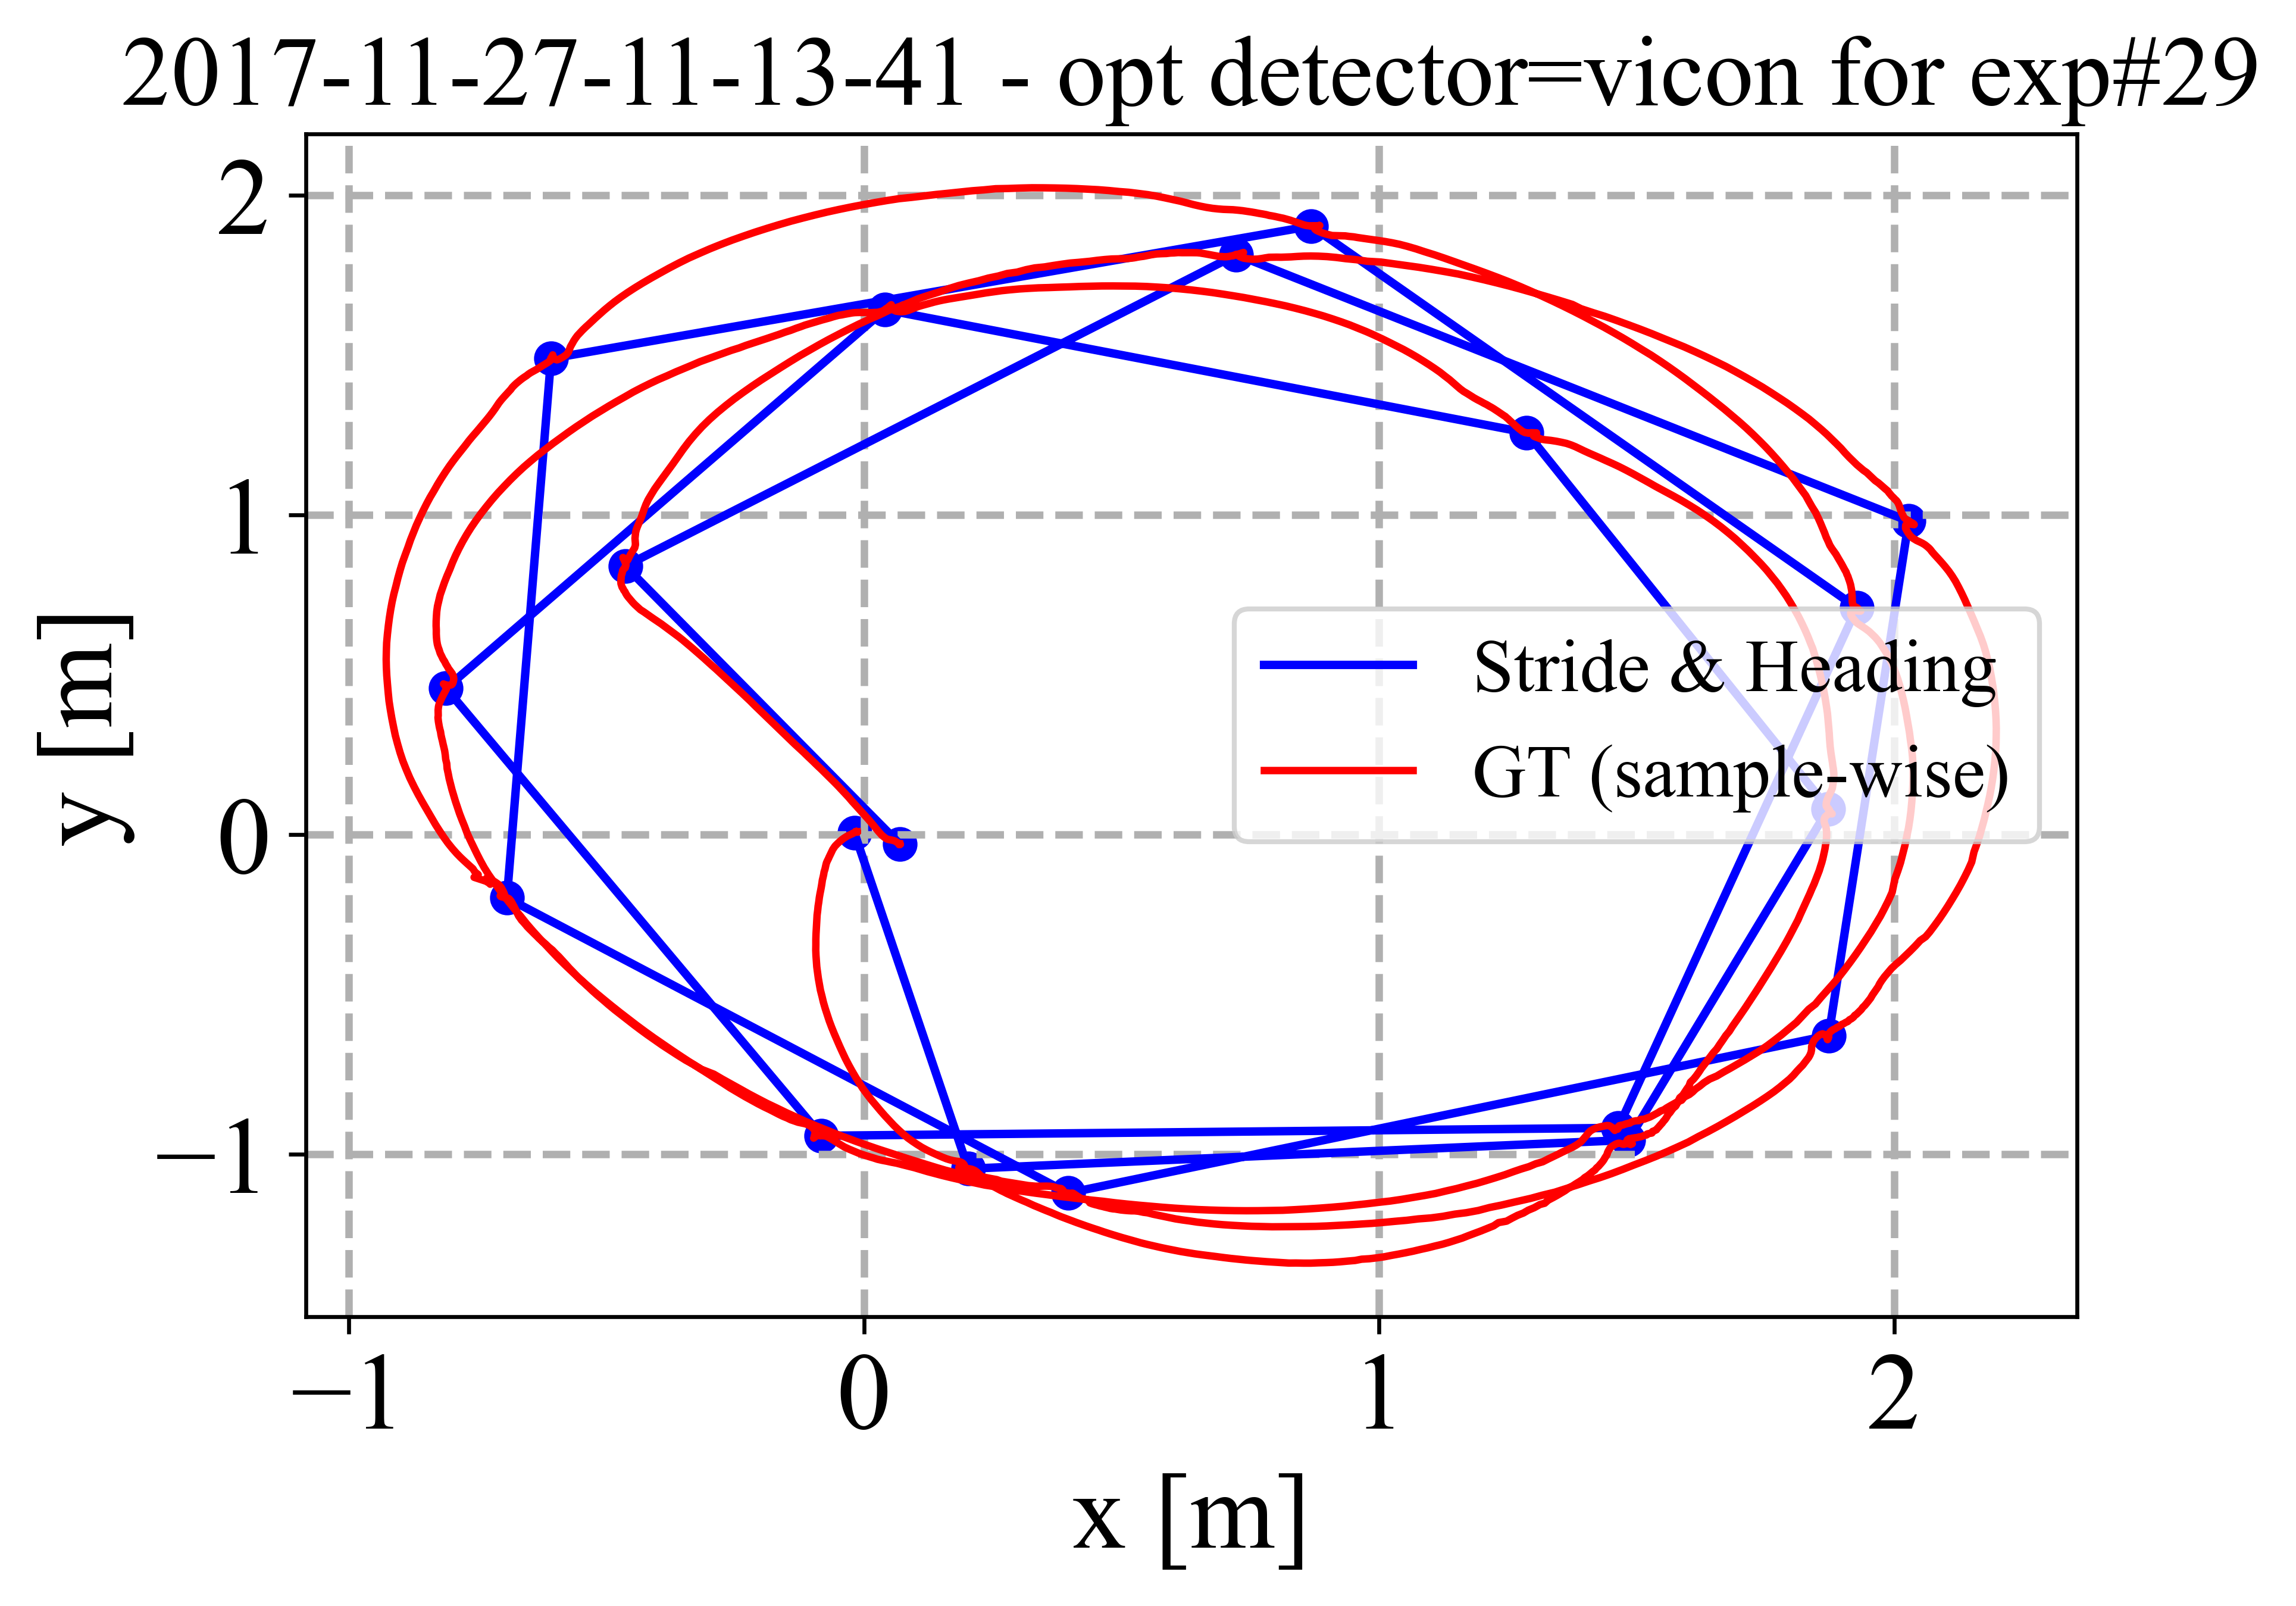 2017-11-27-11-13-41 - opt detector=vicon for exp#29
y [m]
2
1
0
−1
Stride & Heading
GT (sample-wise)
−1 0 1 2
x [m]